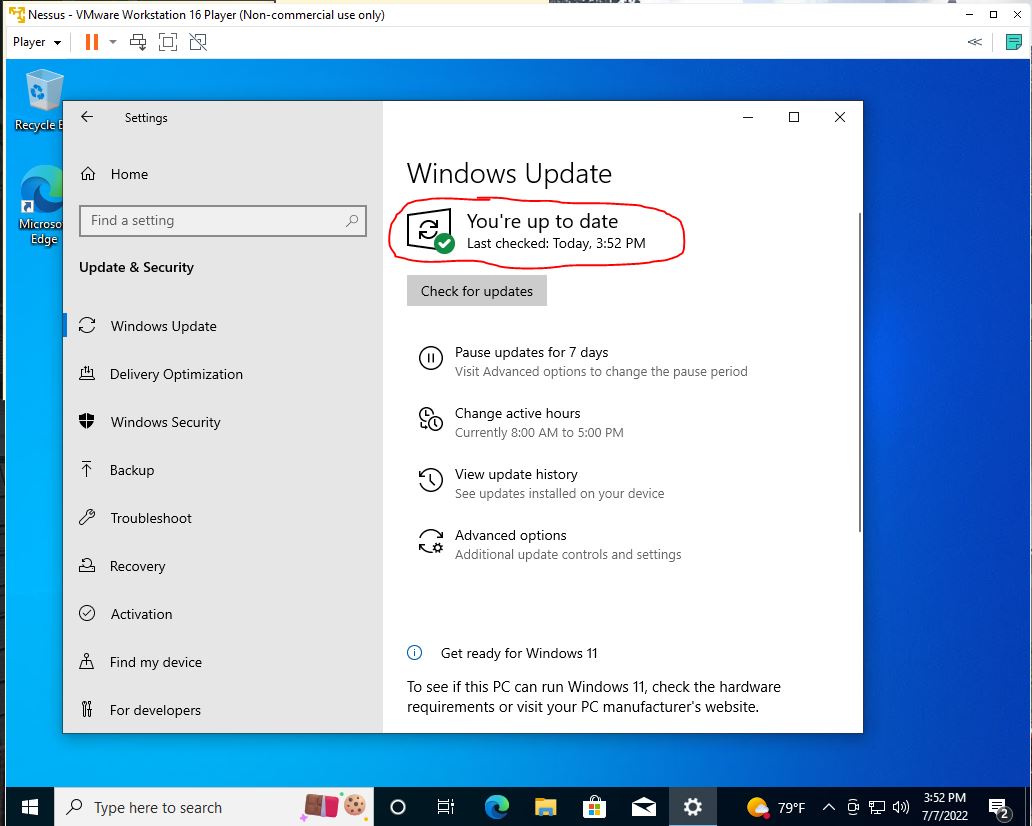 Nessus - VMware Workstation 16 Player (Non-commercial use only)
Player
Recycle B
Microso
Edge
Settings
Home
Find a setting
Update & Security
Windows Update
Delivery Optimization
Windows Security
Backup
Troubleshoot
Recovery
Activation
Find my device
For developers
Windows Update
You're up to date
Last checked: Today, 3:52 PM
Check for updates
Pause updates for 7 days
Visit Advanced options to change the pause period
Change active hours
Currently 8:00 AM to 5:00 PM
View update history
See updates installed on your device
Advanced options
Additional update controls and settings
Get ready for Windows 11
To see if this PC can run Windows 11, check the hardware
requirements or visit your PC manufacturer's website.
Type here to search
79°F
3:52 PM
7/7/2022
2